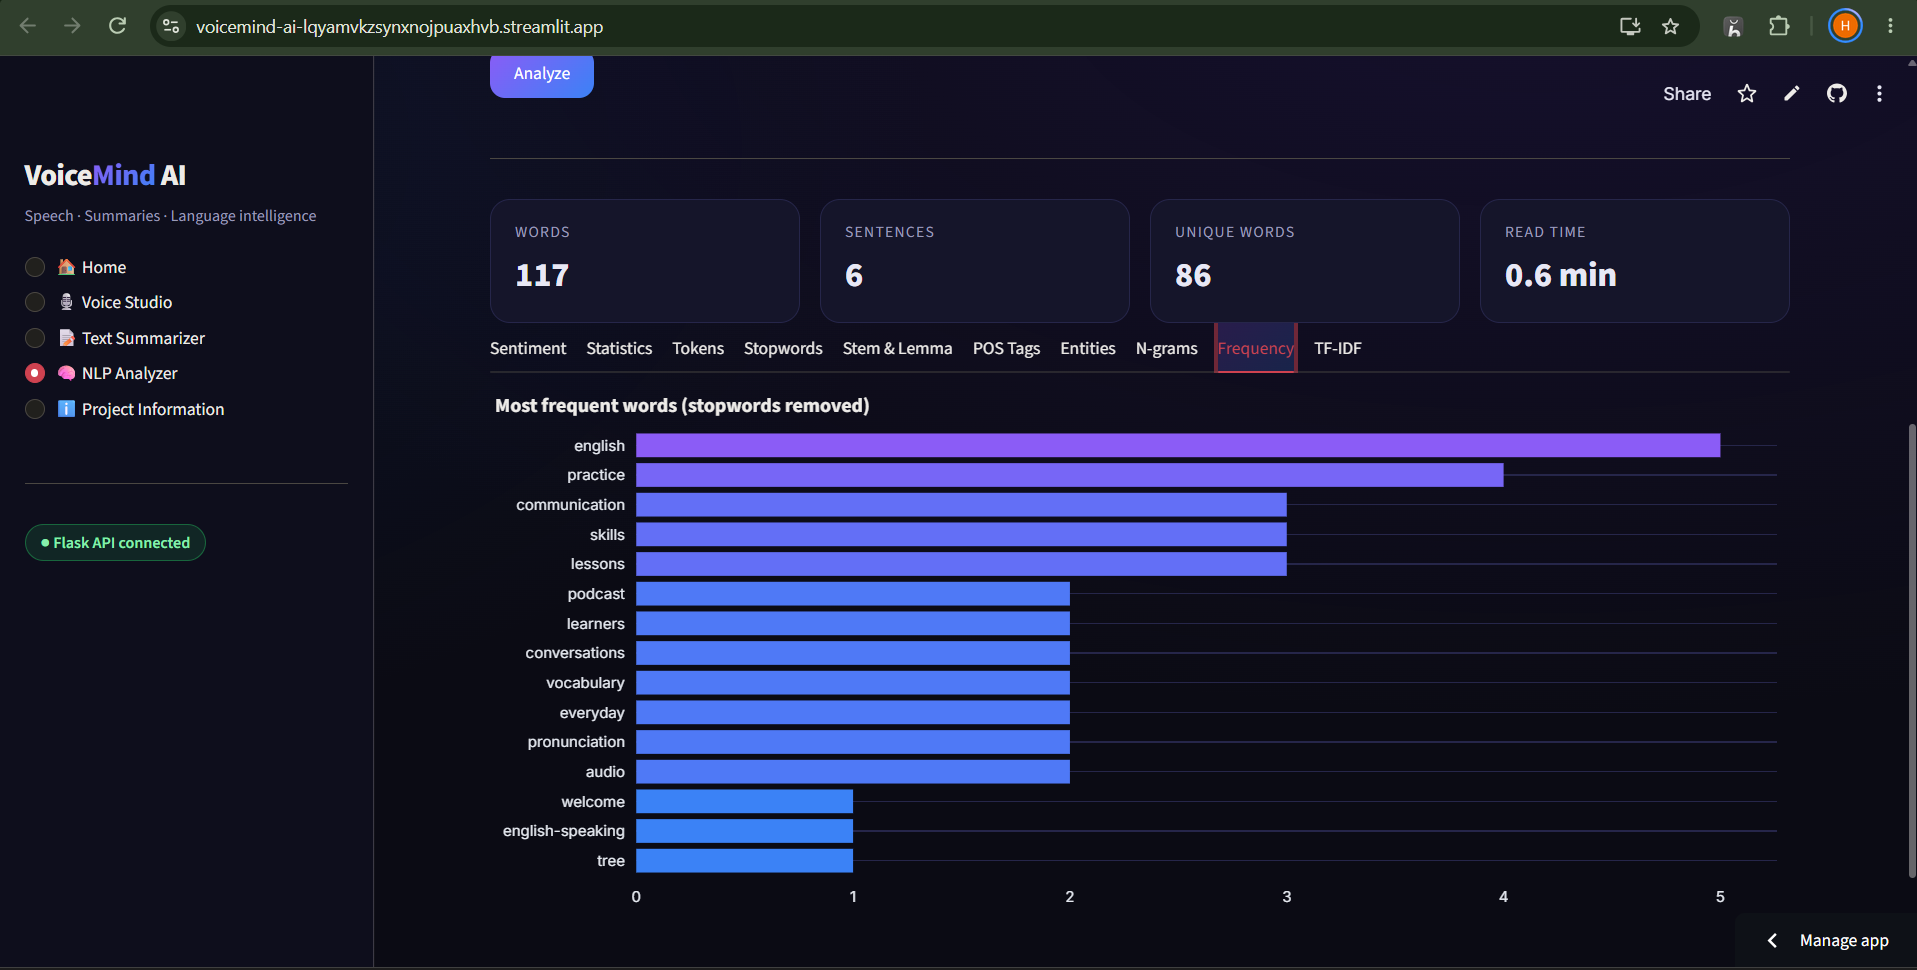 voicemind-ai-lqyamvkzsynxnojpuaxhvb.streamlit.app
H
Analyze
Share
VoiceMind AI
Speech · Summaries · Language intelligence
Home
Voice Studio
Text Summarizer
NLP Analyzer
Project Information
Flask API connected
WORDS
117
SENTENCES
6
UNIQUE WORDS
86
READ TIME
0.6 min
Sentiment Statistics Tokens Stopwords Stem & Lemma POS Tags Entities N-grams Frequency TF-IDF
Most frequent words (stopwords removed)
english
practice
communication
skills
lessons
podcast
learners
conversations
vocabulary
everyday
pronunciation
audio
welcome
english-speaking
tree
0 1 2 3 4 5
Manage app